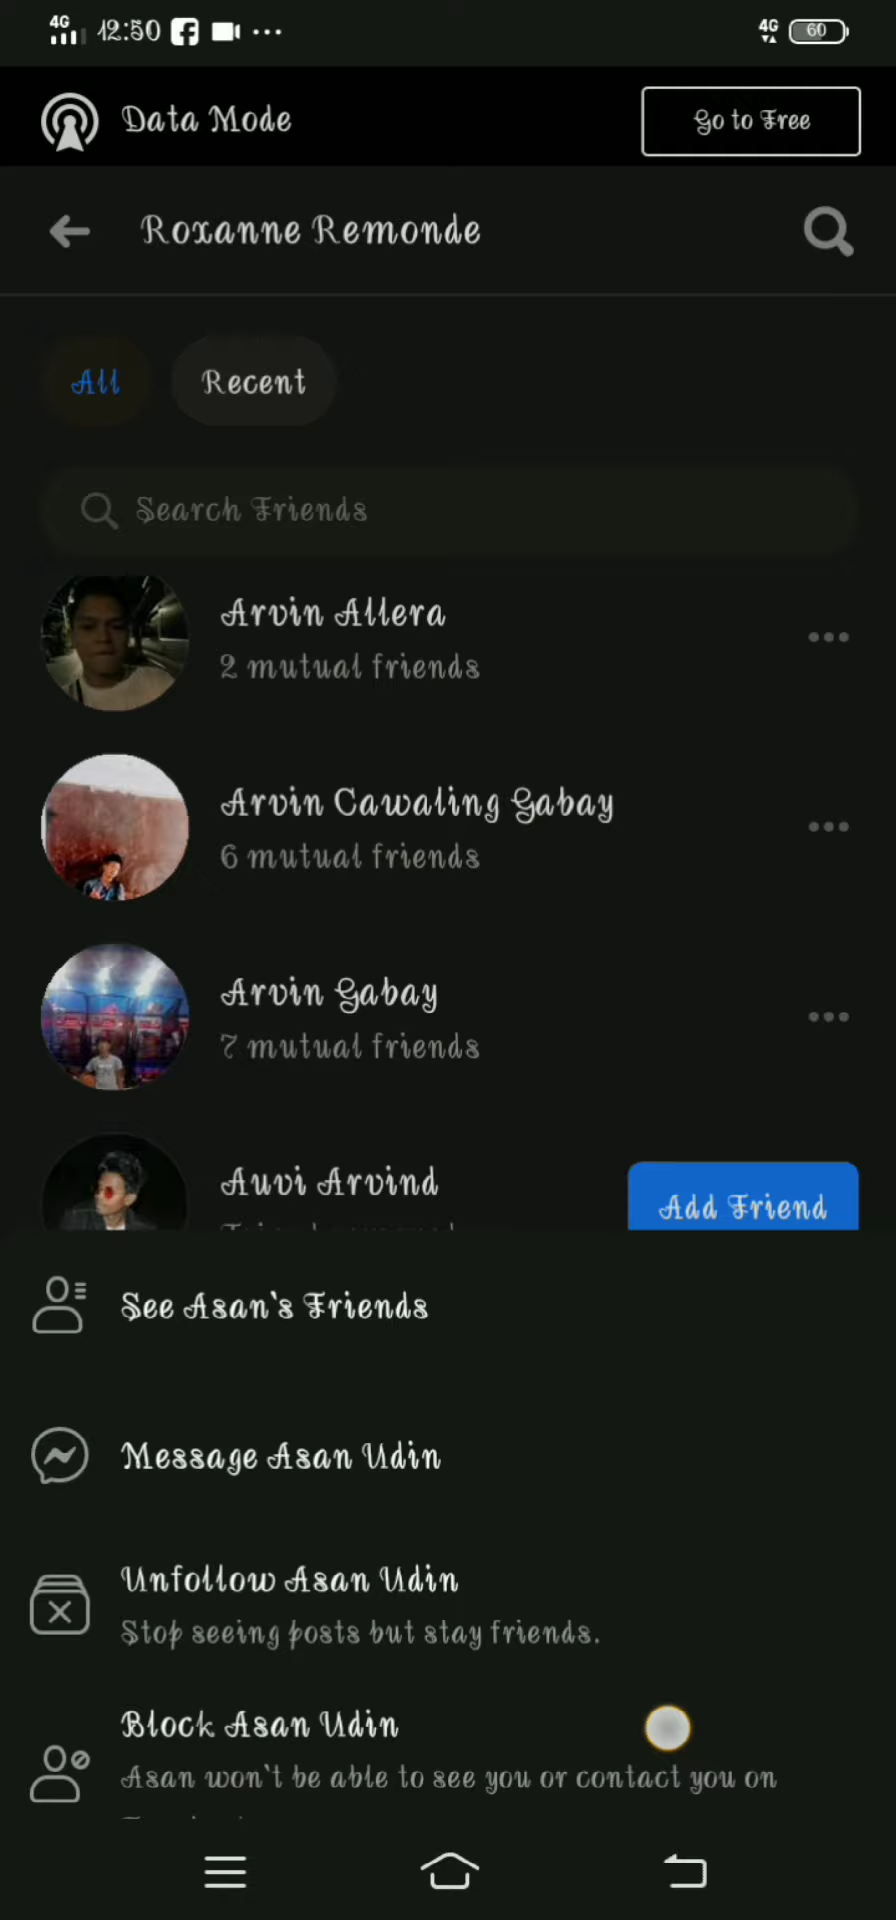 4G 12:50 4G 60
Data Mode Go to Free
Roxanne Remonde
All Recent
Search Friends
Arvin Allera
2 mutual friends
Arvin Cawaling Gabay
6 mutual friends
Arvin Gabay
7 mutual friends
Auvi Arvind
Add Friend
See Asan's Friends
Message Asan Udin
Unfollow Asan Udin
Stop seeing posts but stay friends.
Block Asan Udin
Asan won't be able to see you or contact you on